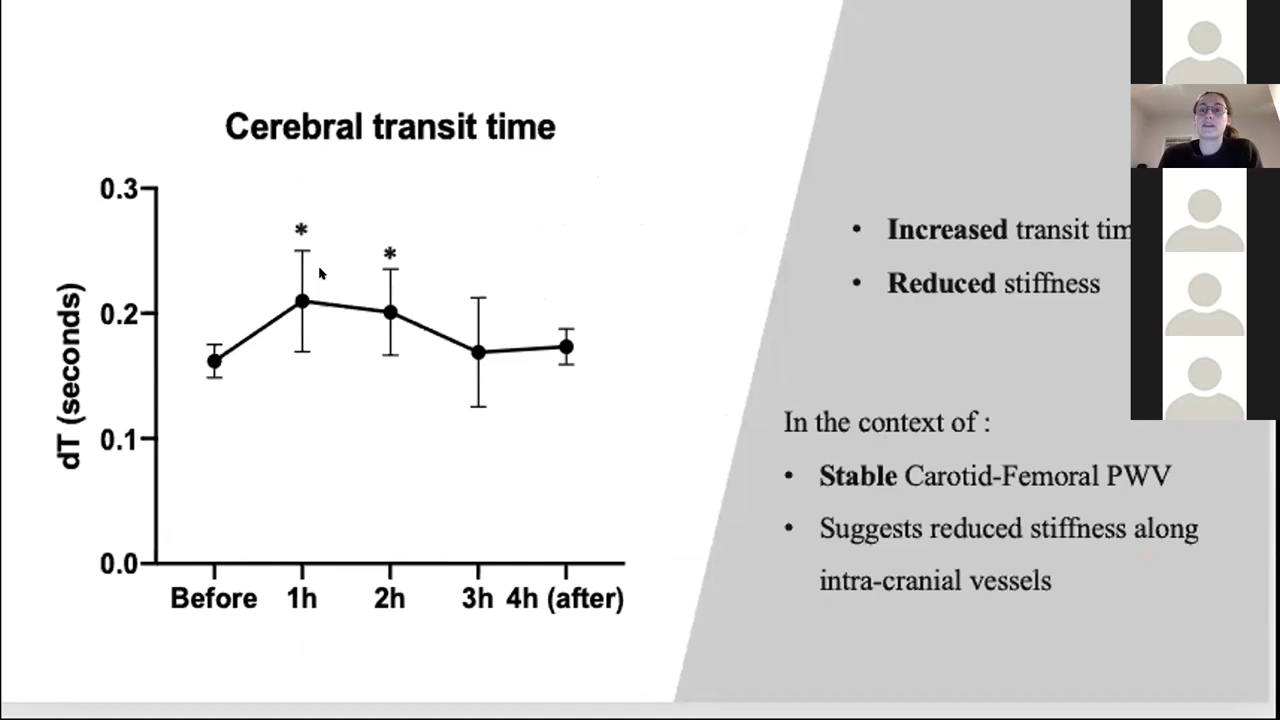 Cerebral transit time
0.3
*
*
0.2
0.1
0.0
dT (seconds)
Before 1h 2h 3h 4h (after)
• Increased transit tim
• Reduced stiffness
In the context of :
• Stable Carotid-Femoral PWV
• Suggests reduced stiffness along
intra-cranial vessels